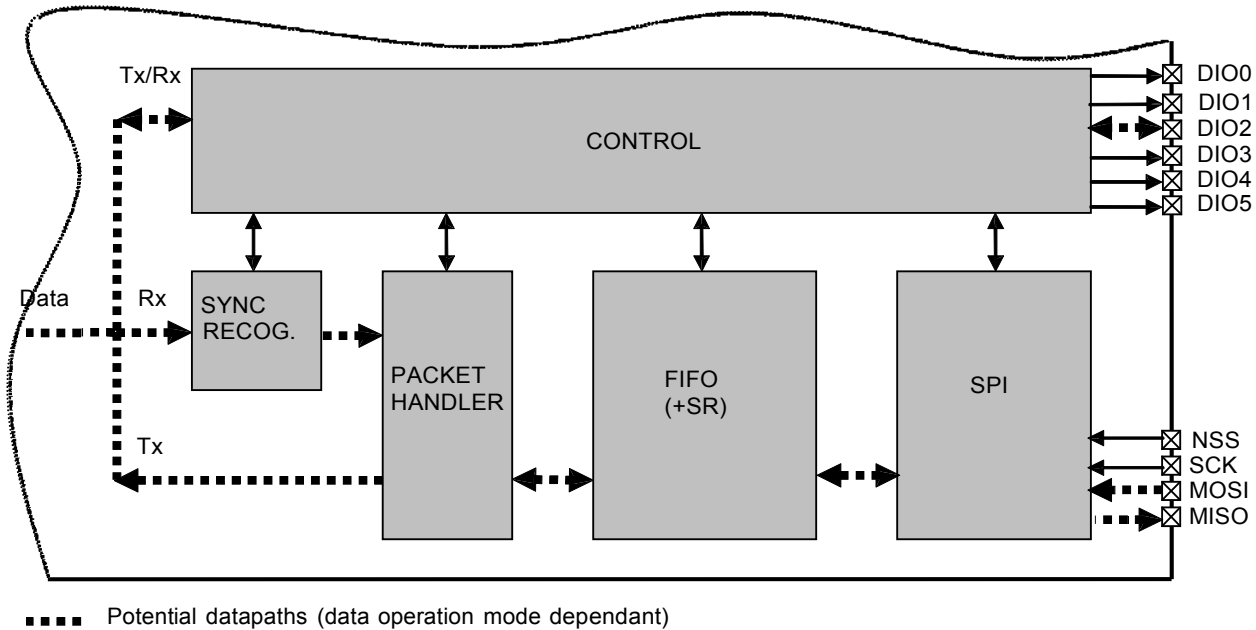 Tx/Rx
CONTROL
DIO0
DIO1
DIO2
DIO3
DIO4
DIO5
Data
Rx
SYNC
RECOG.
PACKET
HANDLER
FIFO
(+SR)
SPI
Tx
NSS
SCK
MOSI
MISO
Potential datapaths (data operation mode dependant)